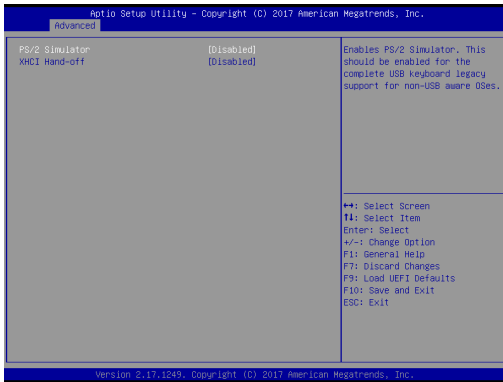 Aptio Setup Utility – Copyright (C) 2017 American Megatrends, Inc.
Advanced
PS/2 Simulator [Disabled]
XHCI Hand-off [Disabled]
Enables PS/2 Simulator. This
should be enabled for the
complete USB keyboard legacy
support for non-USB aware OSes.
↔: Select Screen
↑↓: Select Item
Enter: Select
+/-: Change Option
F1: General Help
F7: Discard Changes
F9: Load UEFI Defaults
F10: Save and Exit
ESC: Exit
Version 2.17.1249. Copyright (C) 2017 American Megatrends, Inc.